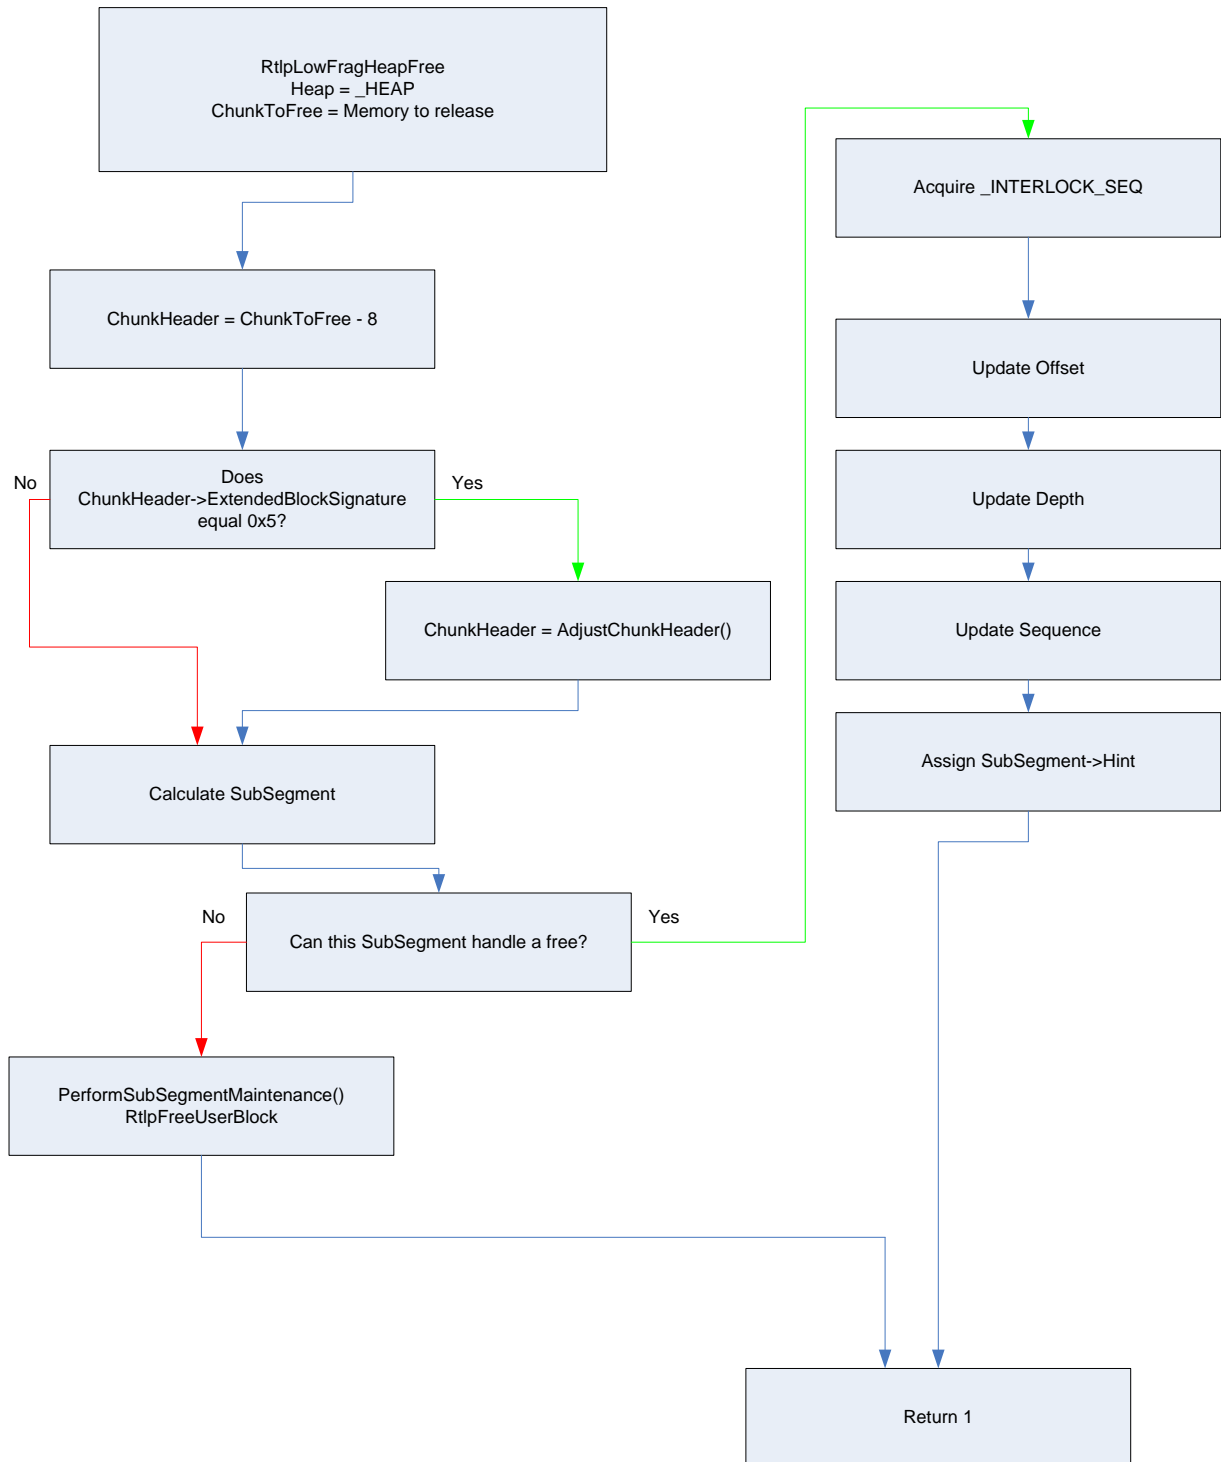 RtlpLowFragHeapFree
Heap = _HEAP
ChunkToFree = Memory to release
ChunkHeader = ChunkToFree - 8
Does
ChunkHeader->ExtendedBlockSignature
equal 0x5?
No
Yes
ChunkHeader = AdjustChunkHeader()
Calculate SubSegment
Can this SubSegment handle a free?
No
Yes
PerformSubSegmentMaintenance()
RtlpFreeUserBlock
Acquire _INTERLOCK_SEQ
Update Offset
Update Depth
Update Sequence
Assign SubSegment->Hint
Return 1